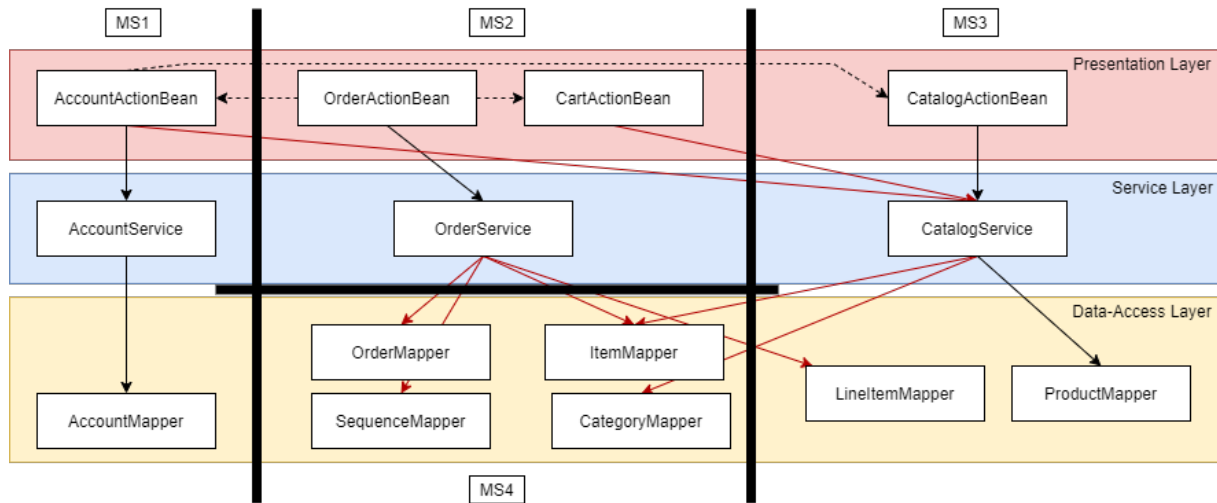 MS1
MS2
MS3
Presentation Layer
AccountActionBean
OrderActionBean
CartActionBean
CatalogActionBean
Service Layer
AccountService
OrderService
CatalogService
Data-Access Layer
OrderMapper
ItemMapper
LineItemMapper
ProductMapper
AccountMapper
SequenceMapper
CategoryMapper
MS4